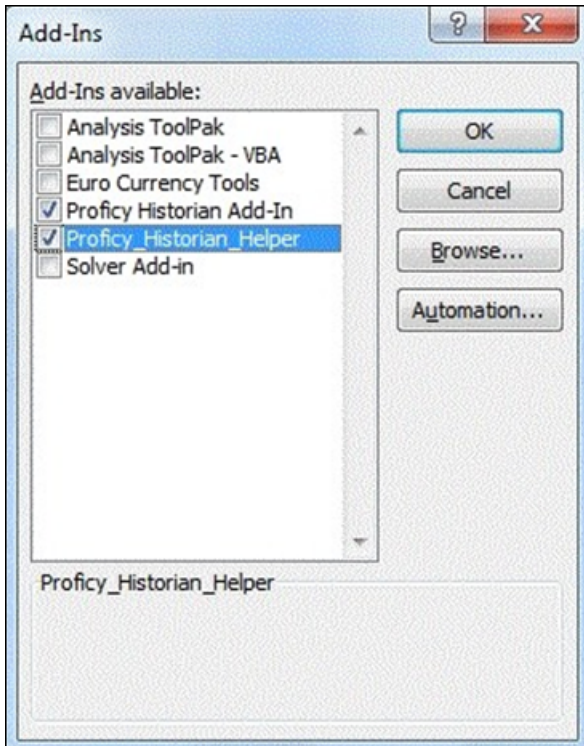 Add-Ins
Add-Ins available:
Analysis ToolPak
Analysis ToolPak - VBA
Euro Currency Tools
Proficy Historian Add-In
Proficy_Historian_Helper
Solver Add-in
OK
Cancel
Browse...
Automation...
Proficy_Historian_Helper